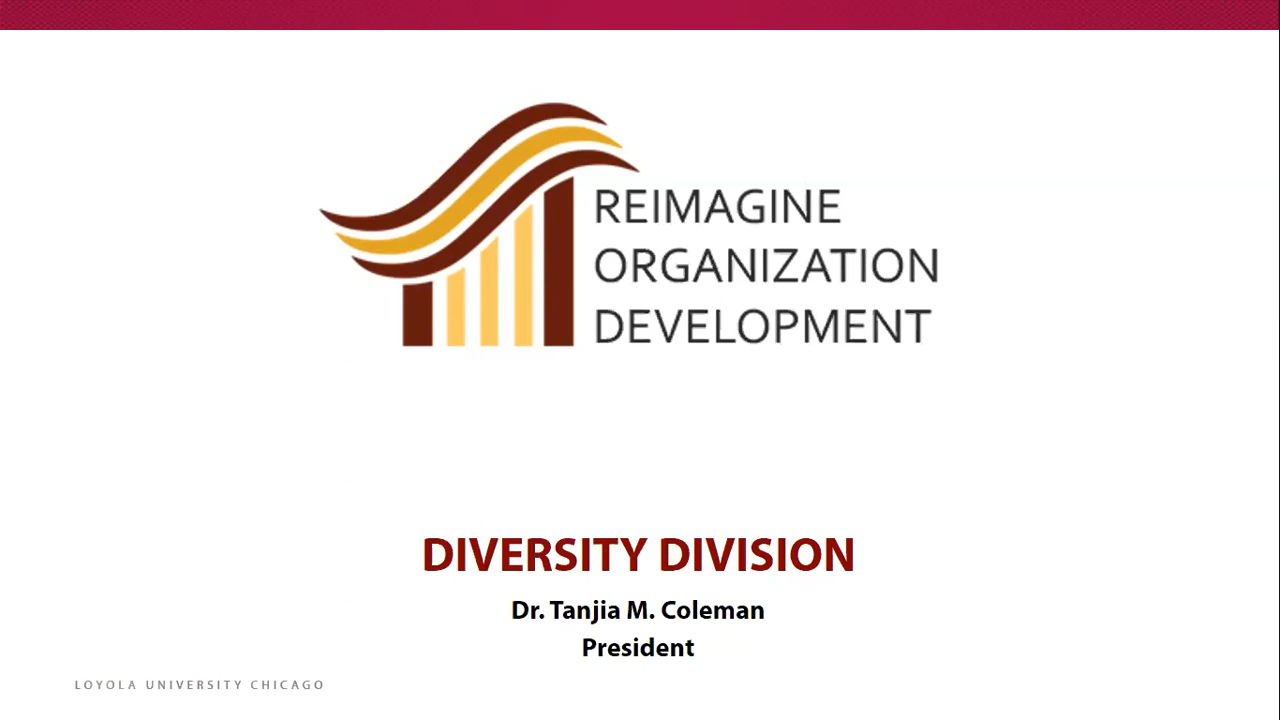 REIMAGINE
ORGANIZATION
DEVELOPMENT
DIVERSITY DIVISION
Dr. Tanjia M. Coleman
President
LOYOLA UNIVERSITY CHICAGO